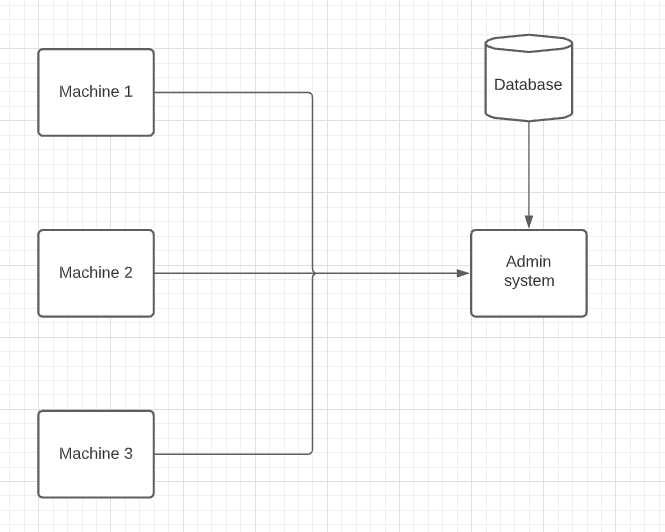 Machine 1
Database
Machine 2
Admin
system
Machine 3